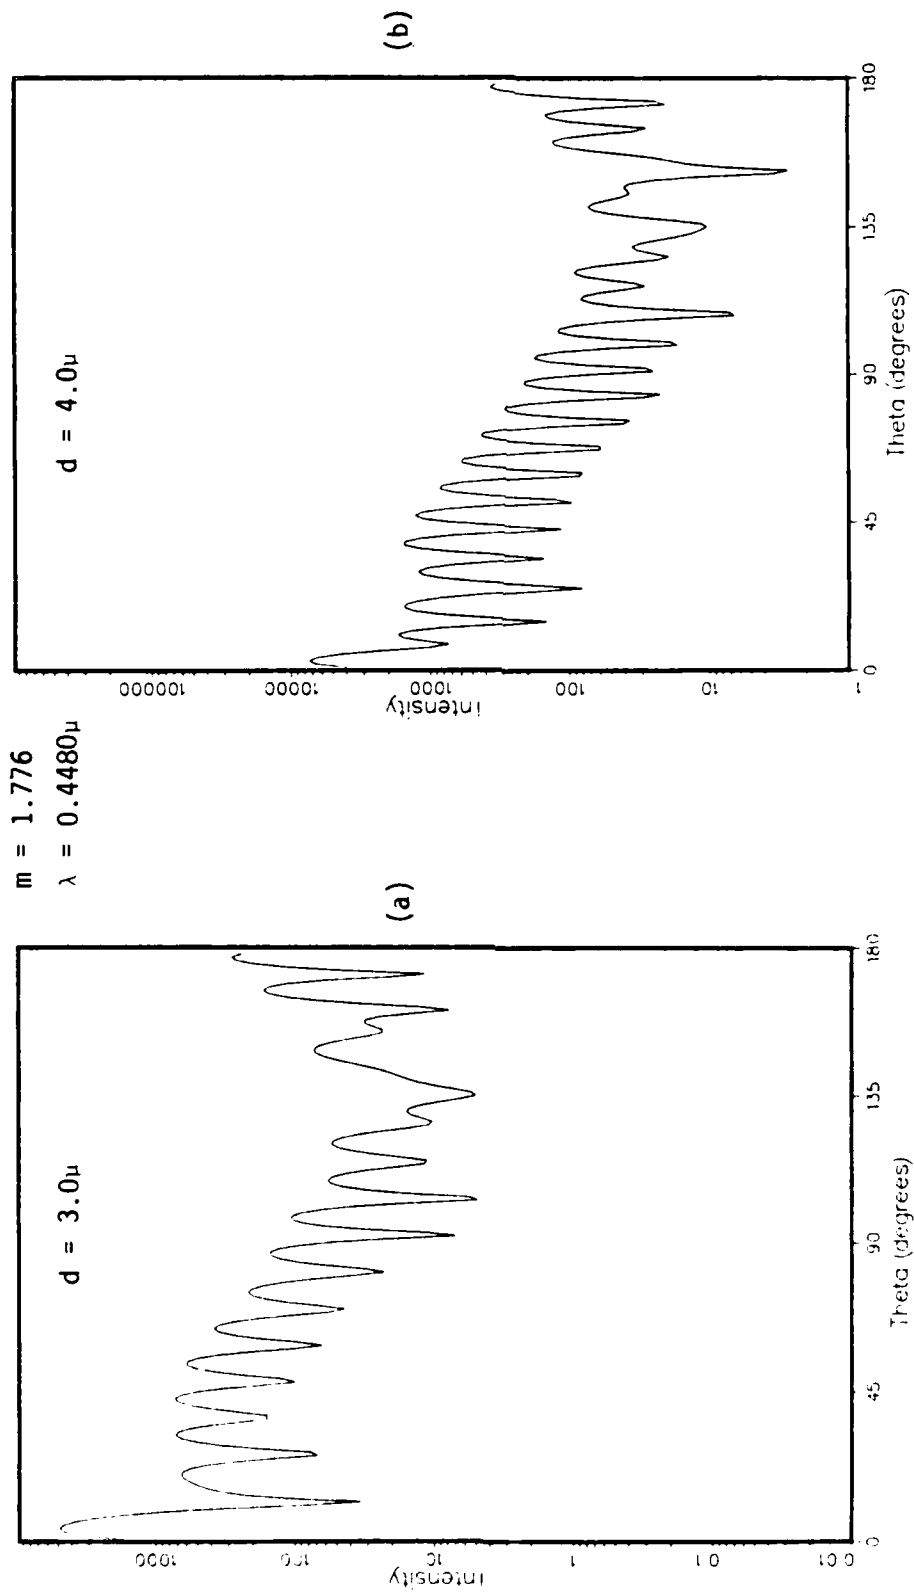 m = 1.776
λ = 0.4480μ
d = 3.0μ
intensity
1000
100
10
1
0.1
0.01
0
45
90
135
180
Theta (degrees)
(a)
d = 4.0μ
intensity
100000
10000
1000
100
10
1
0
45
90
135
180
Theta (degrees)
(b)